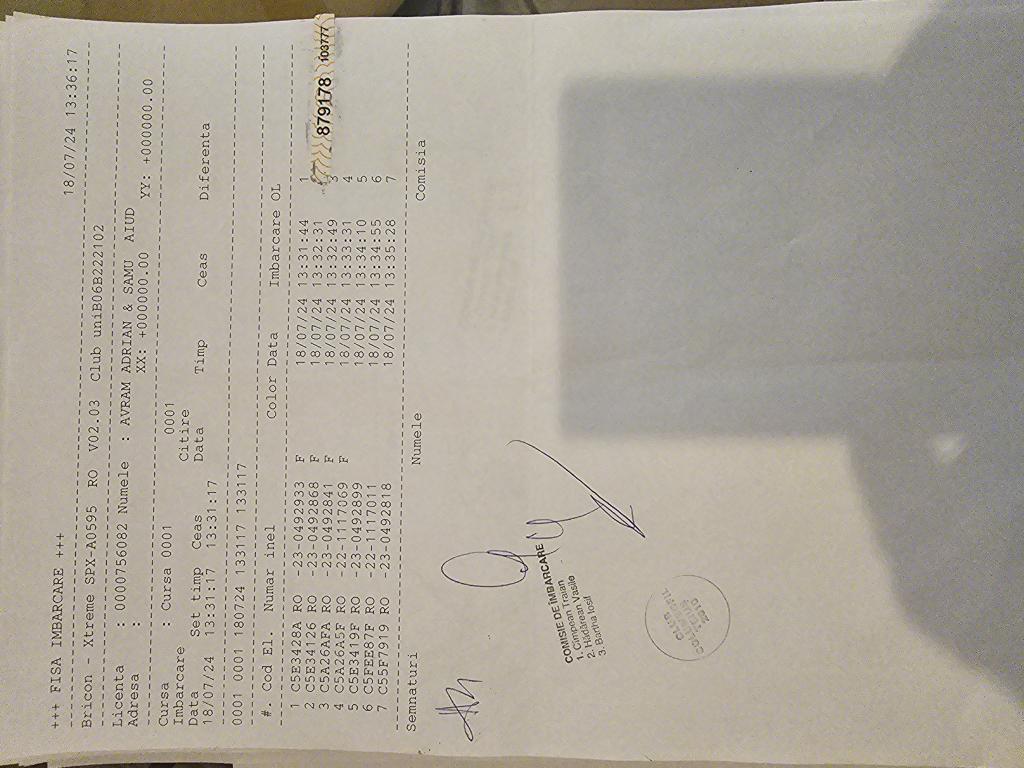 +++ FISA IMBARCARE +++ 18/07/24 13:36:17
Bricon - Xtreme SPX-A0595 RO V02.03 Club uniB06B222102
Licenta : 0000756082 Numele : AVRAM ADRIAN & SAMU AIUD
Adresa : XX: +0000000.00 YY: +000000.00
Cursa : Cursa 0001
Imbarcare 0001
Citire
Data Set timp Ceas Data Timp Ceas Diferenta
18/07/24 13:31:17 13:31:17
0001 0001 180724 133117 133117
#. Cod El. Numar inel Color Data Imbarcare OL
1 C5E3428A RO -23-0492933 F 18/07/24 13:31:44 1
2 C5E34126 RO -23-0492868 F 18/07/24 13:32:31
3 C5A26AFA RO -23-0492841 F 18/07/24 13:32:49 3
4 C5A26A5F RO -22-1117069 F 18/07/24 13:33:31 4
5 C5E3419F RO -23-0492899 18/07/24 13:34:10 5
6 C5FEE87F RO -22-1117011 18/07/24 13:34:55 6
7 C55F7919 RO -23-0492818 18/07/24 13:35:28 7
879178 103777
Semnaturi Numele Comisia
COMISIE DE ÎMBARCARE
1. Cîmpean Traian
2. Hădărean Vasile
3. Bartha Iosif